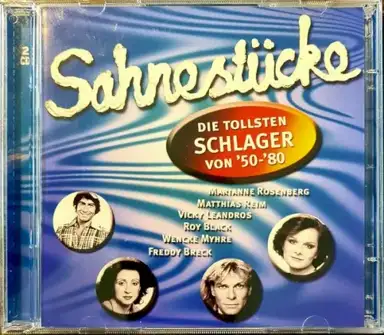 Sahnestücke
DIE TOLLSTEN
SCHLAGER
VON '50-'80
MARIANNE ROSENBERG
MATTHIAS REIM
VICKY LEANDROS
ROY BLACK
WENCKE MYHRE
FREDDY BRECK